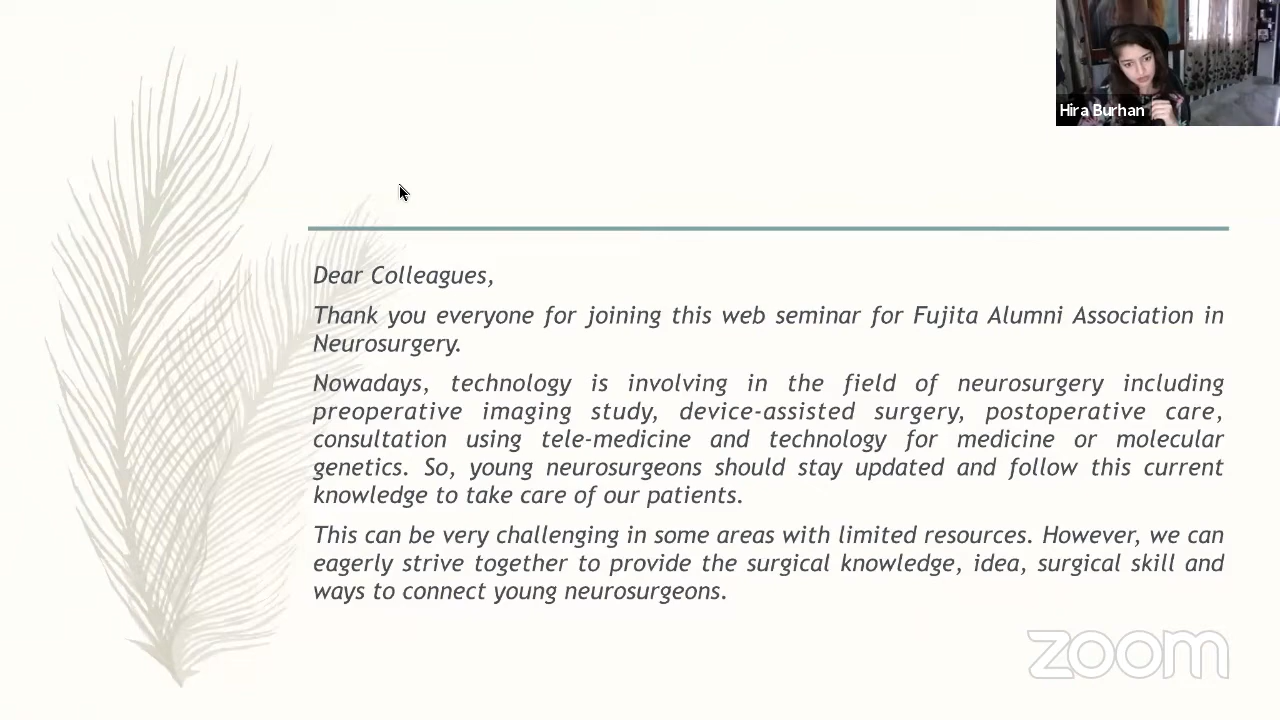 Hira Burhan
Dear Colleagues,
Thank you everyone for joining this web seminar for Fujita Alumni Association in
Neurosurgery.
Nowadays, technology is involving in the field of neurosurgery including
preoperative imaging study, device-assisted surgery, postoperative care,
consultation using tele-medicine and technology for medicine or molecular
genetics. So, young neurosurgeons should stay updated and follow this current
knowledge to take care of our patients.
This can be very challenging in some areas with limited resources. However, we can
eagerly strive together to provide the surgical knowledge, idea, surgical skill and
ways to connect young neurosurgeons.
zoom